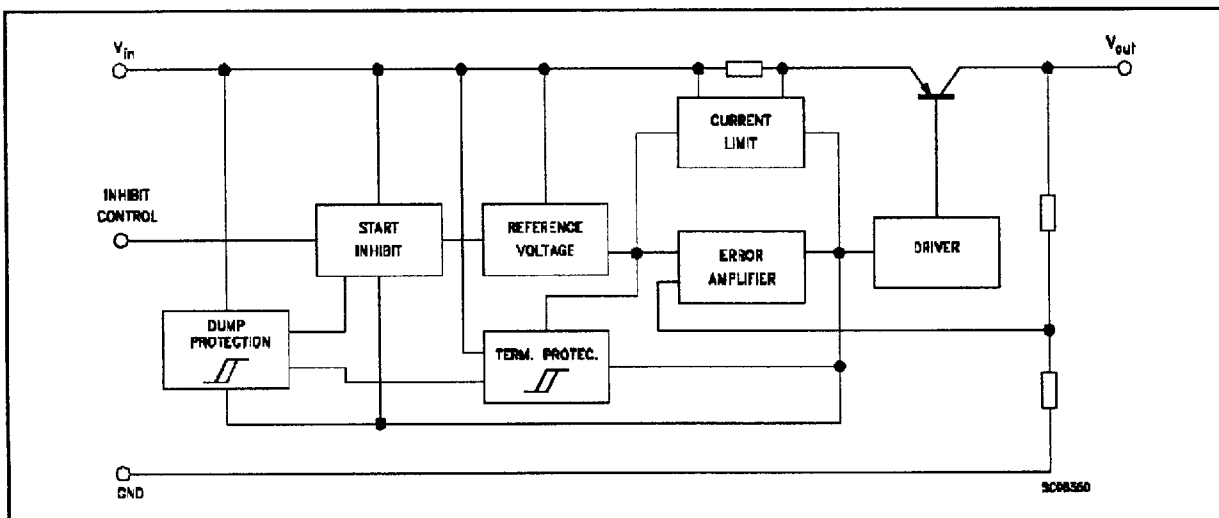 Vin
Vout
CURRENT
LIMIT
INHIBIT
CONTROL
START
INHIBIT
REFERENCE
VOLTAGE
ERROR
AMPLIFIER
DRIVER
DUMP
PROTECTION
TERM. PROTEC.
GND
SC08360